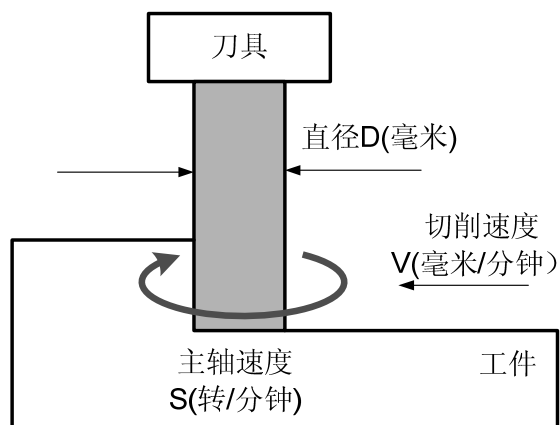 刀具
直径D(毫米)
切削速度
V(毫米/分钟）
主轴速度
S(转/分钟)
工件